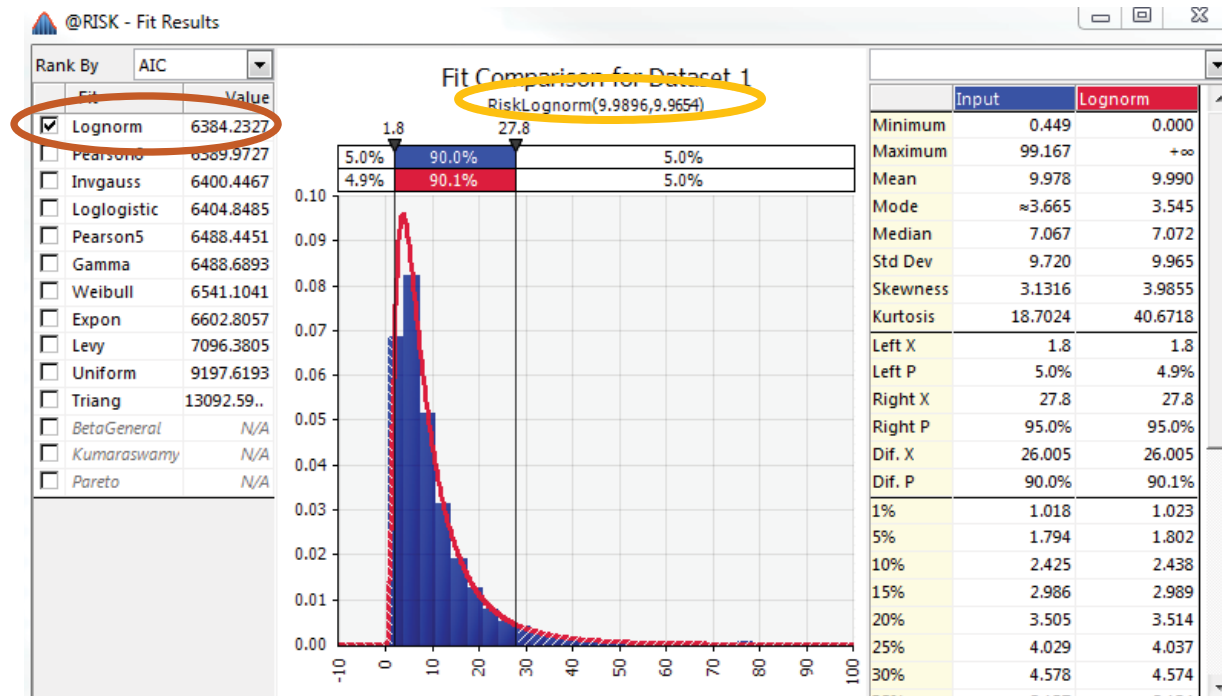 @RISK - Fit Results
Rank By AIC
Fit Value
Lognorm 6384.2327
Pearson6 6389.9727
Invgauss 6400.4467
Loglogistic 6404.8485
Pearson5 6488.4451
Gamma 6488.6893
Weibull 6541.1041
Expon 6602.8057
Levy 7096.3805
Uniform 9197.6193
Triang 13092.59..
BetaGeneral N/A
Kumaraswamy N/A
Pareto N/A
Fit Comparison for Dataset 1
RiskLognorm(9.9896,9.9654)
1.8 27.8
5.0% 90.0% 5.0%
4.9% 90.1% 5.0%
0.10
0.09
0.08
0.07
0.06
0.05
0.04
0.03
0.02
0.01
0.00
-10 0 10 20 30 40 50 60 70 80 90 100
Input Lognorm
Minimum 0.449 0.000
Maximum 99.167 +∞
Mean 9.978 9.990
Mode ≈3.665 3.545
Median 7.067 7.072
Std Dev 9.720 9.965
Skewness 3.1316 3.9855
Kurtosis 18.7024 40.6718
Left X 1.8 1.8
Left P 5.0% 4.9%
Right X 27.8 27.8
Right P 95.0% 95.0%
Dif. X 26.005 26.005
Dif. P 90.0% 90.1%
1% 1.018 1.023
5% 1.794 1.802
10% 2.425 2.438
15% 2.986 2.989
20% 3.505 3.514
25% 4.029 4.037
30% 4.578 4.574